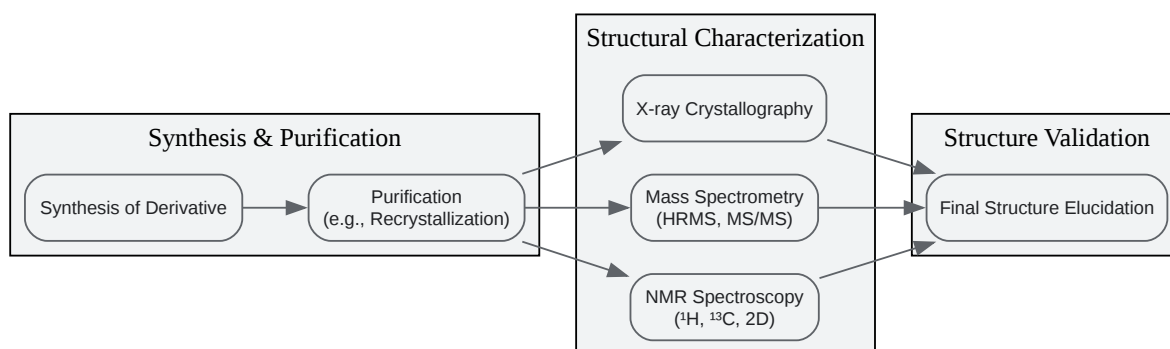 Synthesis & Purification
Synthesis of Derivative
Purification
(e.g., Recrystallization)
Structural Characterization
X-ray Crystallography
Mass Spectrometry
(HRMS, MS/MS)
NMR Spectroscopy
(¹H, ¹³C, 2D)
Structure Validation
Final Structure Elucidation